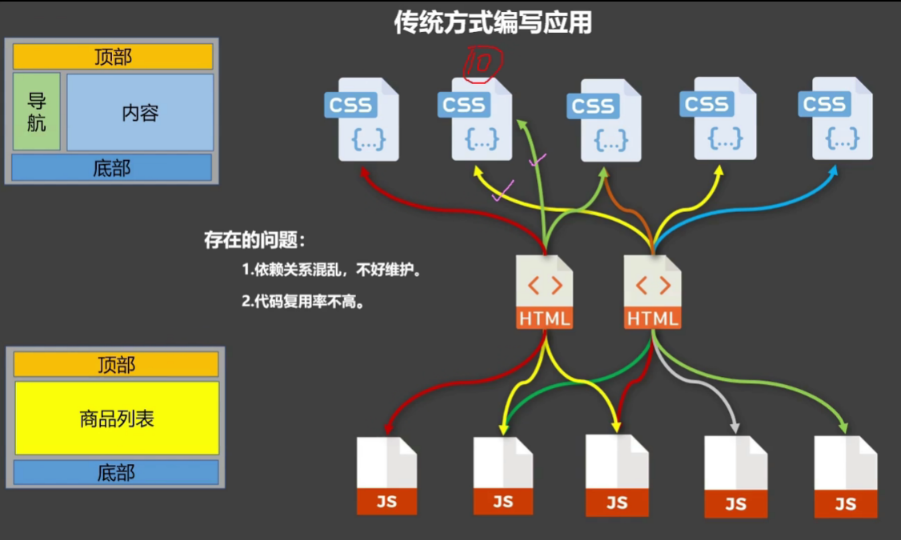 传统方式编写应用
顶部
导航
内容
底部
CSS
{...}
CSS
{...}
CSS
{...}
CSS
{...}
CSS
{...}
存在的问题：
1.依赖关系混乱，不好维护。
2.代码复用率不高。
< >
HTML
< >
HTML
顶部
商品列表
底部
JS
JS
JS
JS
JS